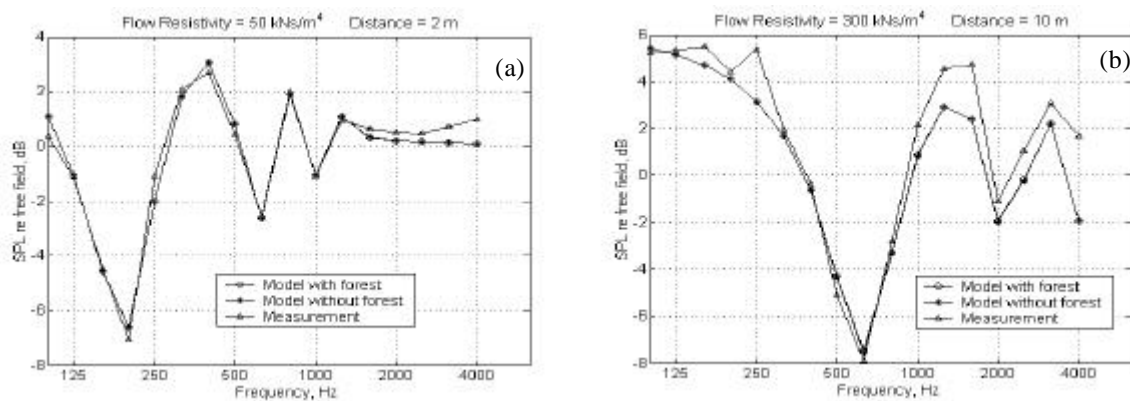 Flow Resistivity = 50 kNs/m⁴ Distance = 2 m
(a)
SPL re free field, dB
4
2
0
-2
-4
-6
-8
Model with forest
Model without forest
Measurement
125 250 500 1000 2000 4000
Frequency, Hz
Flow Resistivity = 300 kNs/m⁴ Distance = 10 m
(b)
SPL re free field, dB
6
4
2
0
-2
-4
-6
-8
Model with forest
Model without forest
Measurement
125 250 500 1000 2000 4000
Frequency, Hz